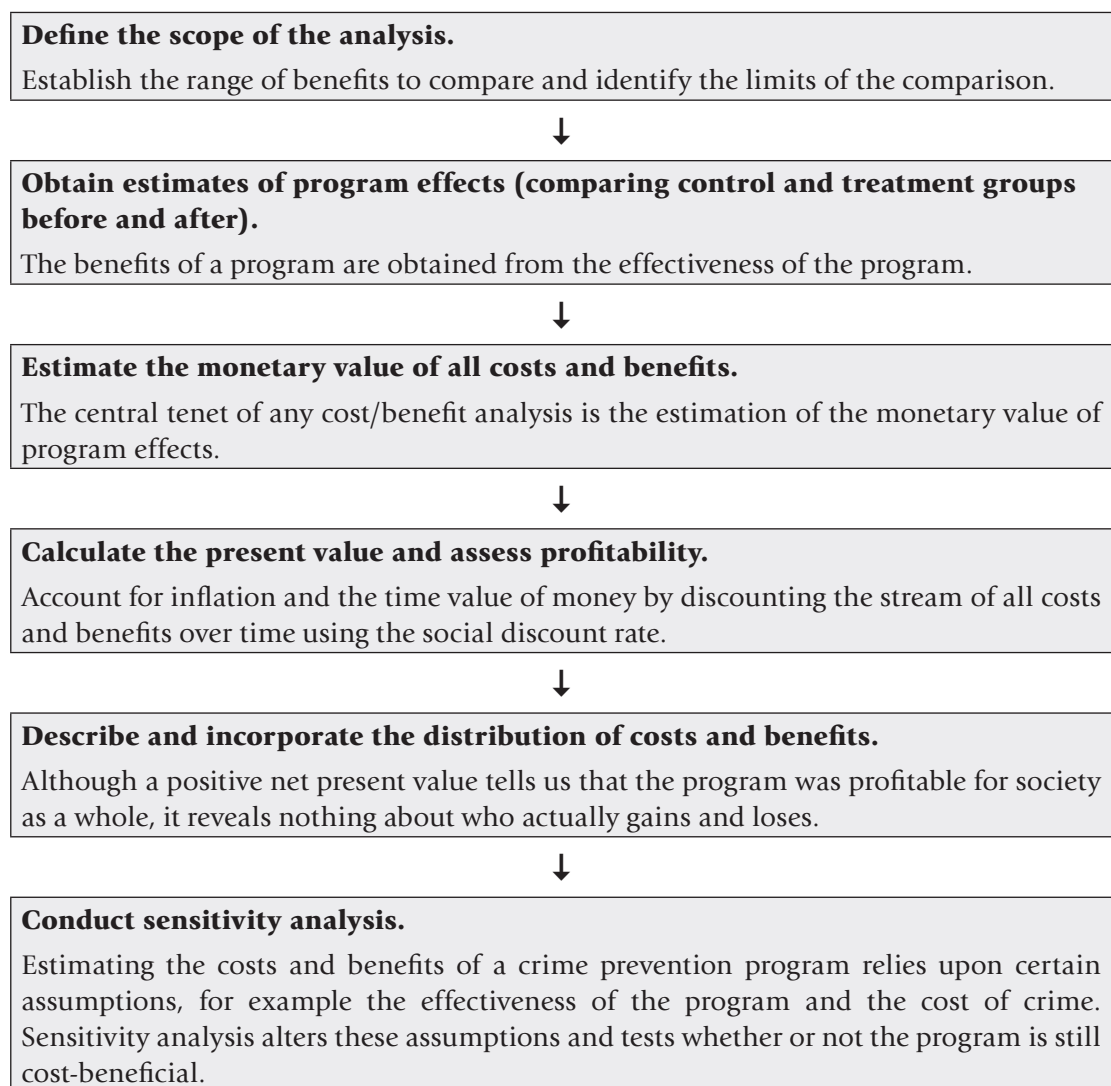 Define the scope of the analysis.
Establish the range of benefits to compare and identify the limits of the comparison.
Obtain estimates of program effects (comparing control and treatment groups
before and after).
The benefits of a program are obtained from the effectiveness of the program.
Estimate the monetary value of all costs and benefits.
The central tenet of any cost/benefit analysis is the estimation of the monetary value of
program effects.
Calculate the present value and assess profitability.
Account for inflation and the time value of money by discounting the stream of all costs
and benefits over time using the social discount rate.
Describe and incorporate the distribution of costs and benefits.
Although a positive net present value tells us that the program was profitable for society
as a whole, it reveals nothing about who actually gains and loses.
Conduct sensitivity analysis.
Estimating the costs and benefits of a crime prevention program relies upon certain
assumptions, for example the effectiveness of the program and the cost of crime.
Sensitivity analysis alters these assumptions and tests whether or not the program is still
cost-beneficial.